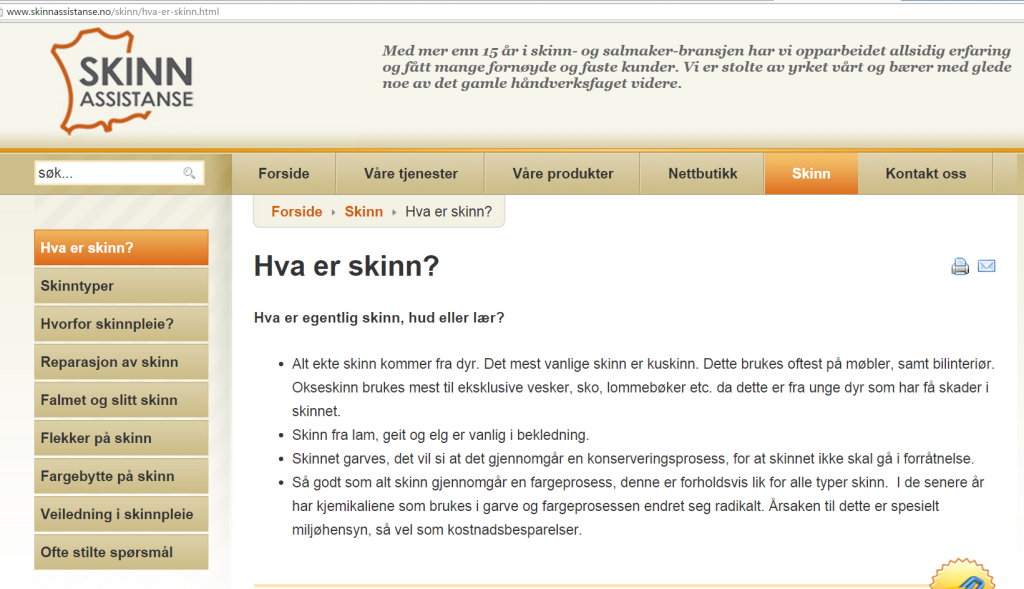 www.skinnassistanse.no/skinn/hva-er-skinn.html
SKINN
ASSISTANSE
Med mer enn 15 år i skinn- og salmaker-bransjen har vi opparbeidet allsidig erfaring
og fått mange fornøyde og faste kunder. Vi er stolte av yrket vårt og bærer med glede
noe av det gamle håndverksfaget videre.
søk...
Forside
Våre tjenester
Våre produkter
Nettbutikk
Skinn
Kontakt oss
Forside
Skinn
Hva er skinn?
Hva er skinn?
Skinntyper
Hvorfor skinnpleie?
Reparasjon av skinn
Falmet og slitt skinn
Flekker på skinn
Fargebytte på skinn
Veiledning i skinnpleie
Ofte stilte spørsmål
Hva er skinn?
Hva er egentlig skinn, hud eller lær?
Alt ekte skinn kommer fra dyr. Det mest vanlige skinn er kuskinn. Dette brukes oftest på møbler, samt bilinteriør.
Okseskinn brukes mest til eksklusive vesker, sko, lommebøker etc. da dette er fra unge dyr som har få skader i
skinnet.
Skinn fra lam, geit og elg er vanlig i bekledning.
Skinnet garves, det vil si at det gjennomgår en konserveringsprosess, for at skinnet ikke skal gå i forråtnelse.
Så godt som alt skinn gjennomgår en fargeprosess, denne er forholdsvis lik for alle typer skinn. I de senere år
har kjemikaliene som brukes i garve og fargeprosessen endret seg radikalt. Årsaken til dette er spesielt
miljøhensyn, så vel som kostnadsbesparelser.